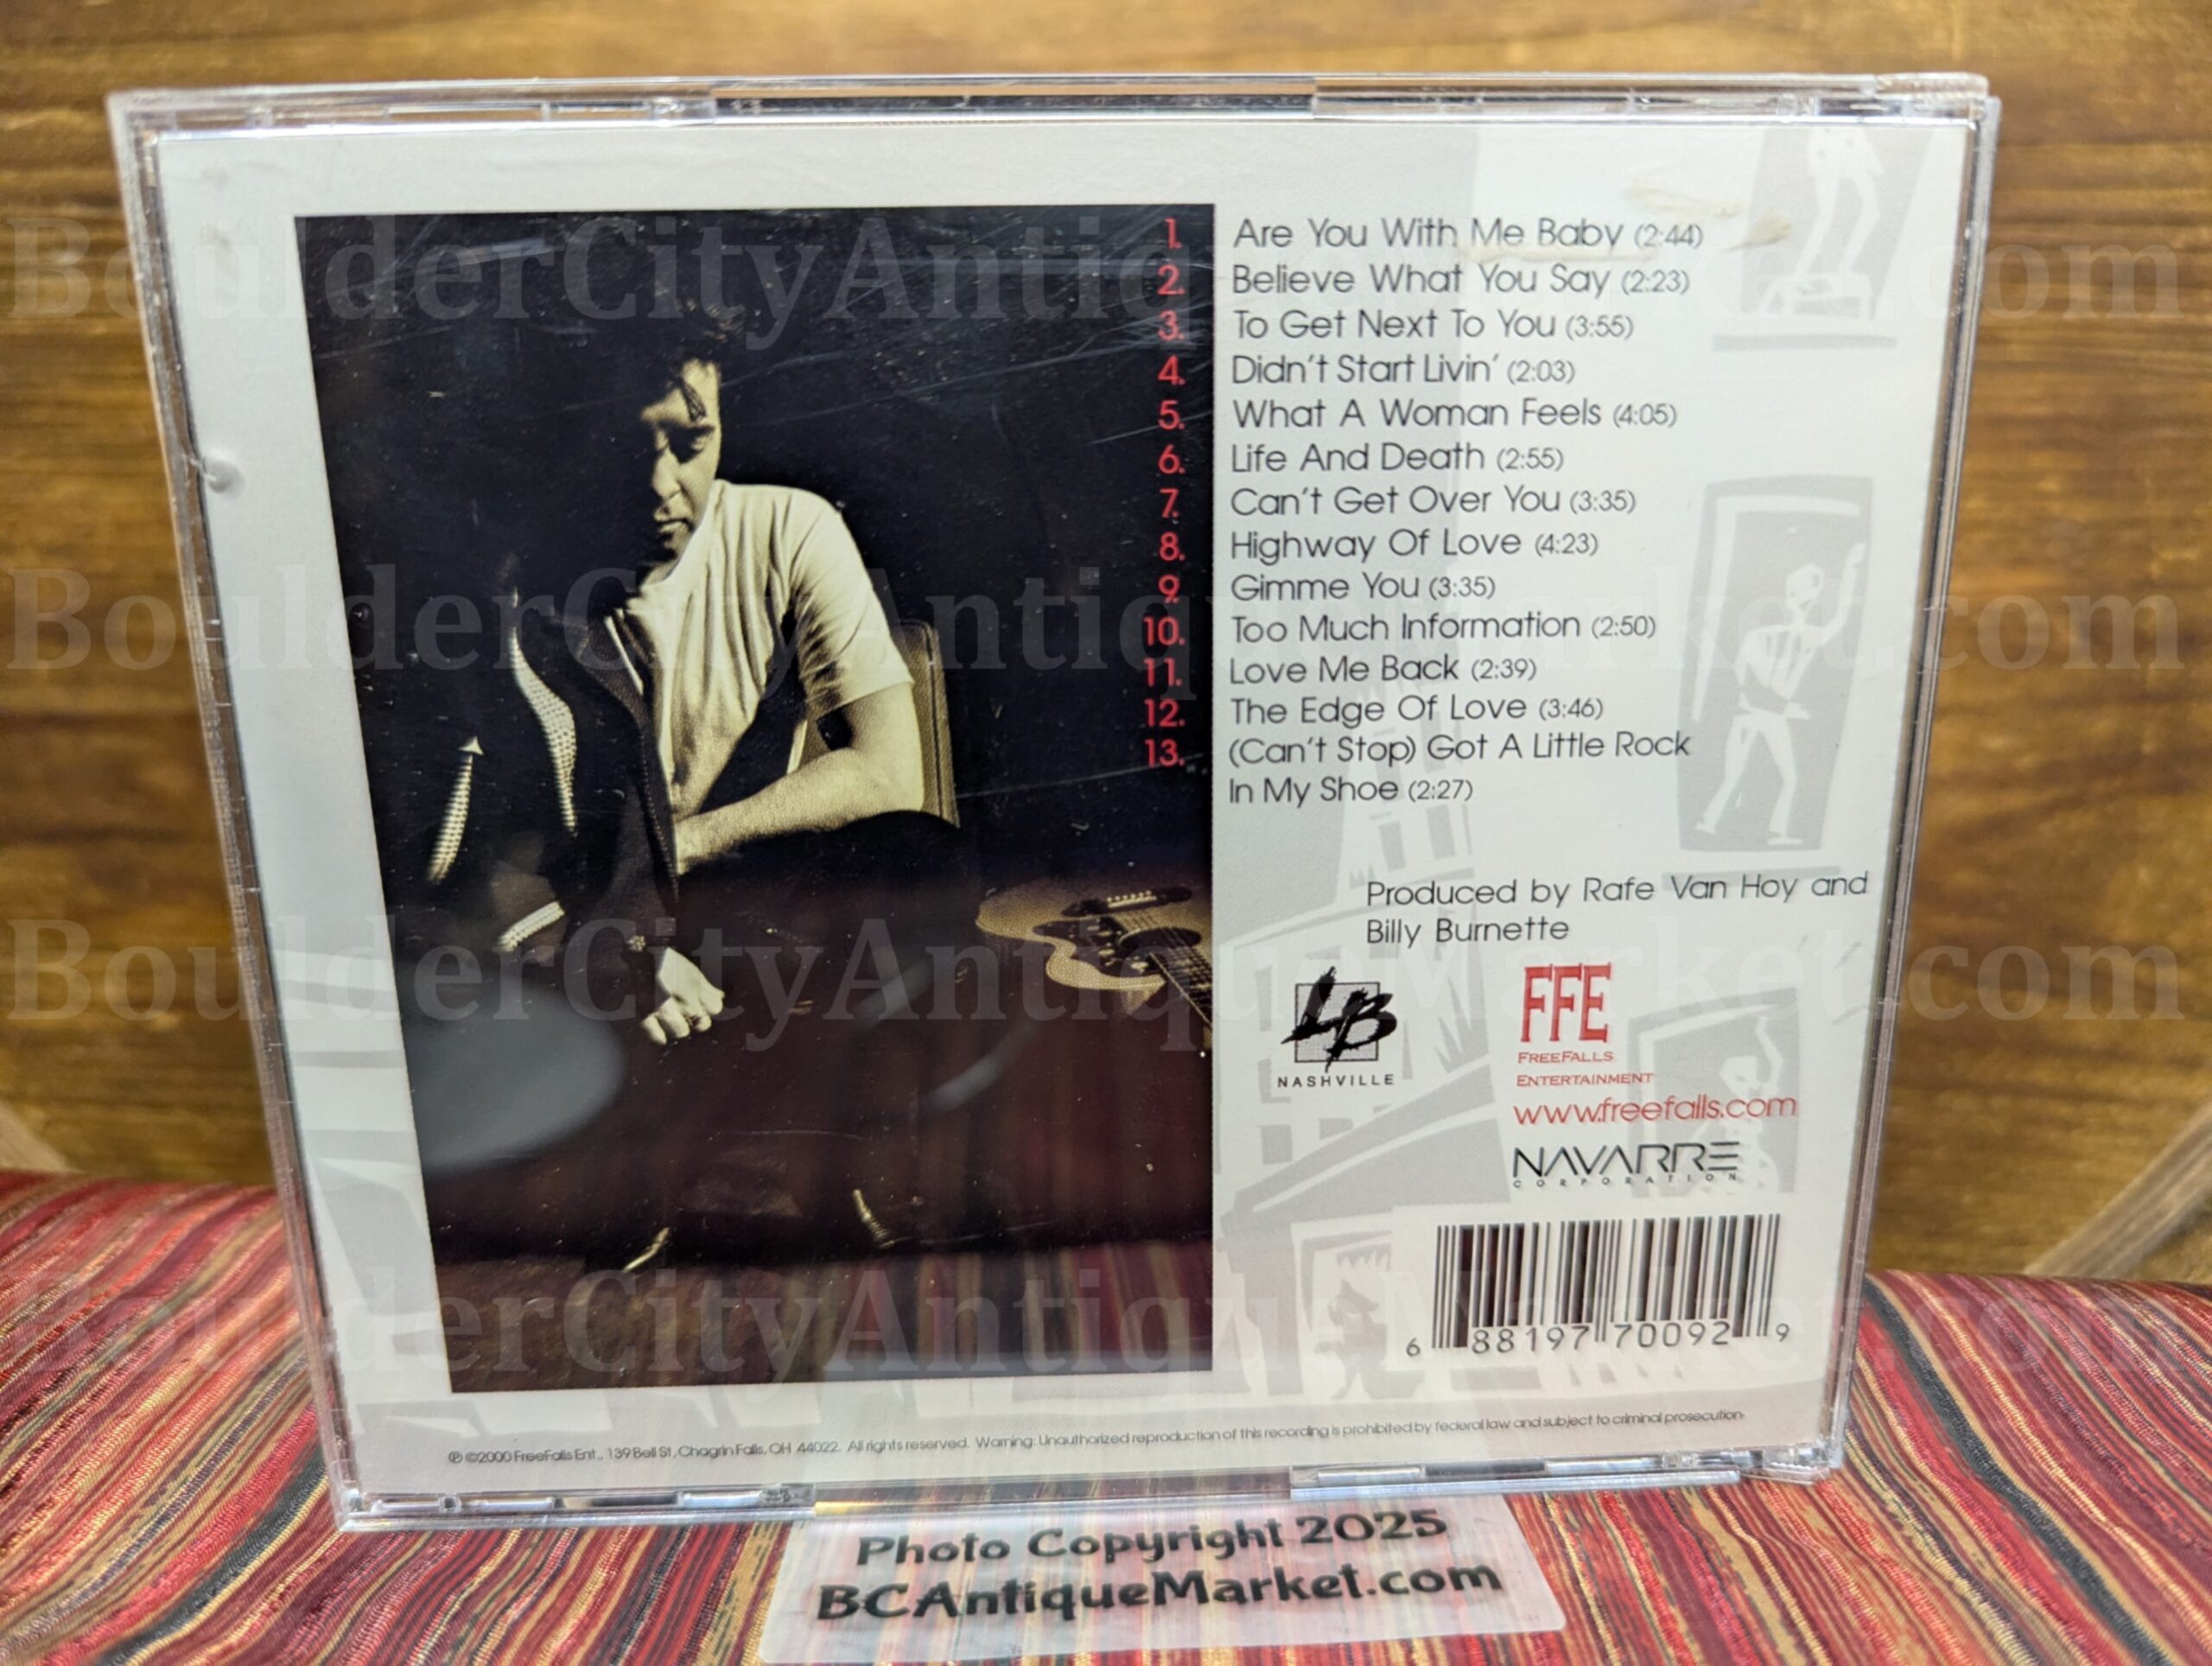 1. Are You With Me Baby (2:44)
2. Believe What You Say (2:23)
3. To Get Next To You (3:55)
4. Didn't Start Livin' (2:03)
5. What A Woman Feels (4:05)
6. Life And Death (2:55)
7. Can't Get Over You (3:35)
8. Highway Of Love (4:23)
9. Gimme You (3:35)
10. Too Much Information (2:50)
11. Love Me Back (2:39)
12. The Edge Of Love (3:46)
13. (Can't Stop) Got A Little Rock
In My Shoe (2:27)
Produced by Rafe Van Hoy and
Billy Burnette
LB
NASHVILLE
FFE
FREEFALLS
ENTERTAINMENT
www.freefalls.com
NAVARRE
CORPORATION
6 88197 70092 9
℗ ©2000 FreeFalls Ent., 139 Bell St, Chagrin Falls, OH 44022. All rights reserved. Warning: Unauthorized reproduction of this recording is prohibited by federal law and subject to criminal prosecution.
Photo Copyright 2025
BCAntiqueMarket.com
BoulderCityAntiqueMarket.com
BoulderCityAntiqueMarket.com
BoulderCityAntiqueMarket.com
BoulderCityAntiqueMarket.com